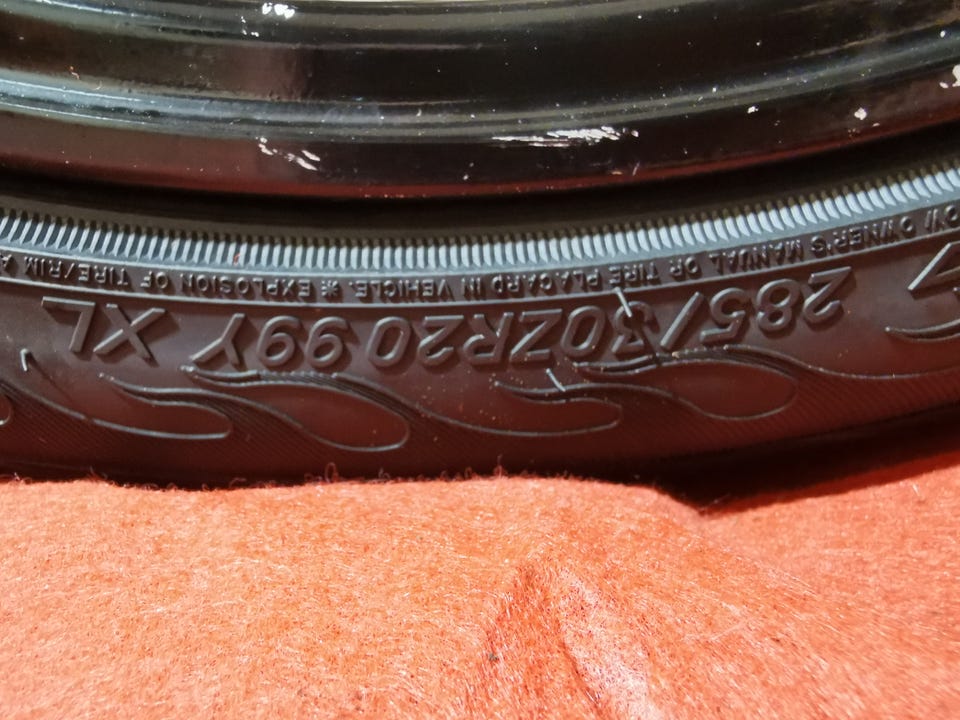 285/30ZR20 99Y XL
OWNER'S MANUAL OR TIRE PLACARD IN VEHICLE.※ EXPLOSION OF TIRE/RIM